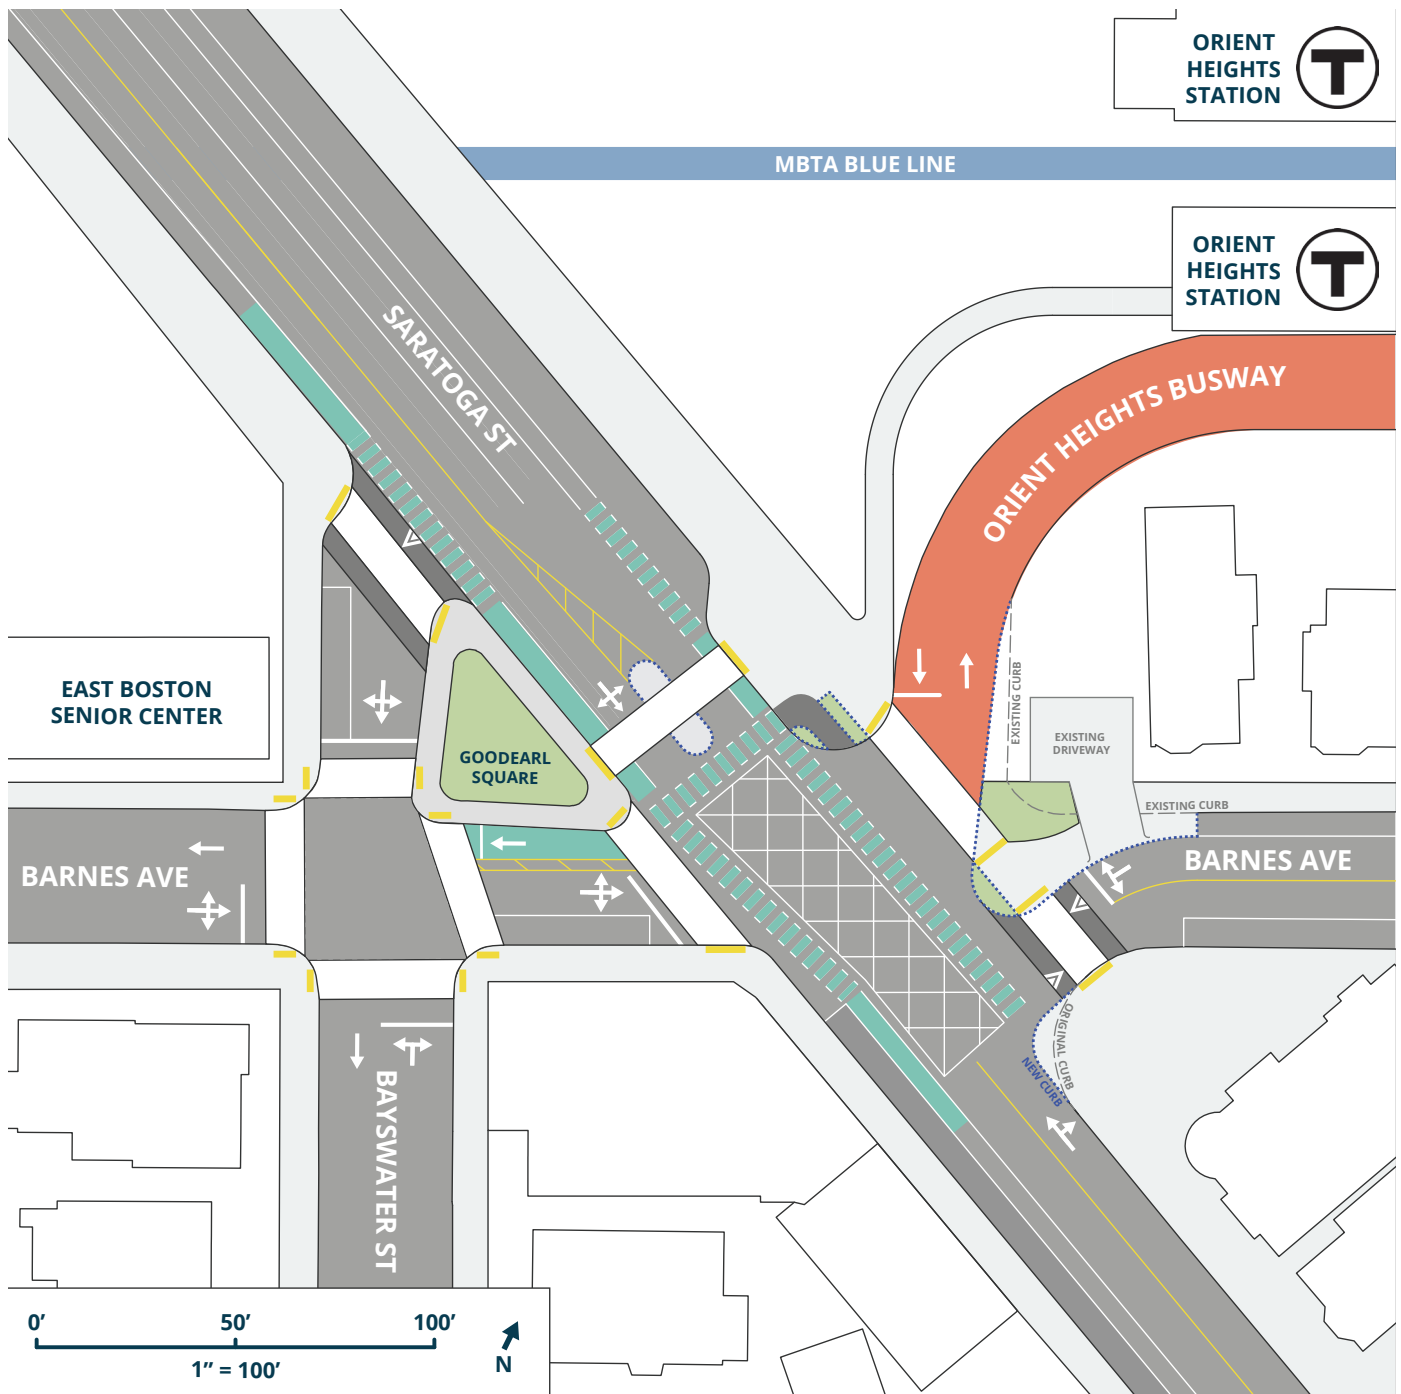 ORIENT
HEIGHTS
STATION
T
MBTA BLUE LINE
ORIENT
HEIGHTS
STATION
T
SARATOGA ST
ORIENT HEIGHTS BUSWAY
EAST BOSTON
SENIOR CENTER
EXISTING CURB
EXISTING
DRIVEWAY
GOODEARL
SQUARE
EXISTING CURB
BARNES AVE
BARNES AVE
ORIGINAL CURB
NEW CURB
BAYSWATER ST
0’ 50’ 100’
1” = 100’
N